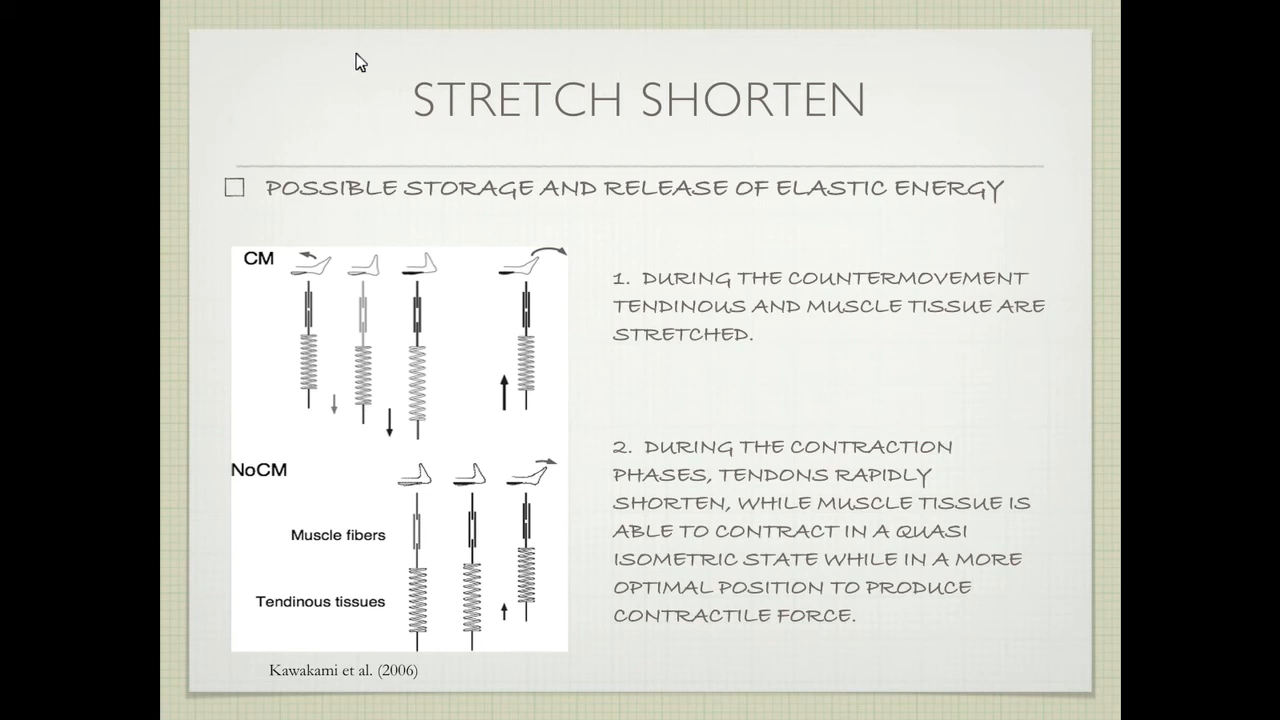 STRETCH SHORTEN
POSSIBLE STORAGE AND RELEASE OF ELASTIC ENERGY
CM
NoCM
Muscle fibers
Tendinous tissues
Kawakami et al. (2006)
1. DURING THE COUNTERMOVEMENT
TENDINOUS AND MUSCLE TISSUE ARE
STRETCHED.
2. DURING THE CONTRACTION
PHASES, TENDONS RAPIDLY
SHORTEN, WHILE MUSCLE TISSUE IS
ABLE TO CONTRACT IN A QUASI
ISOMETRIC STATE WHILE IN A MORE
OPTIMAL POSITION TO PRODUCE
CONTRACTILE FORCE.